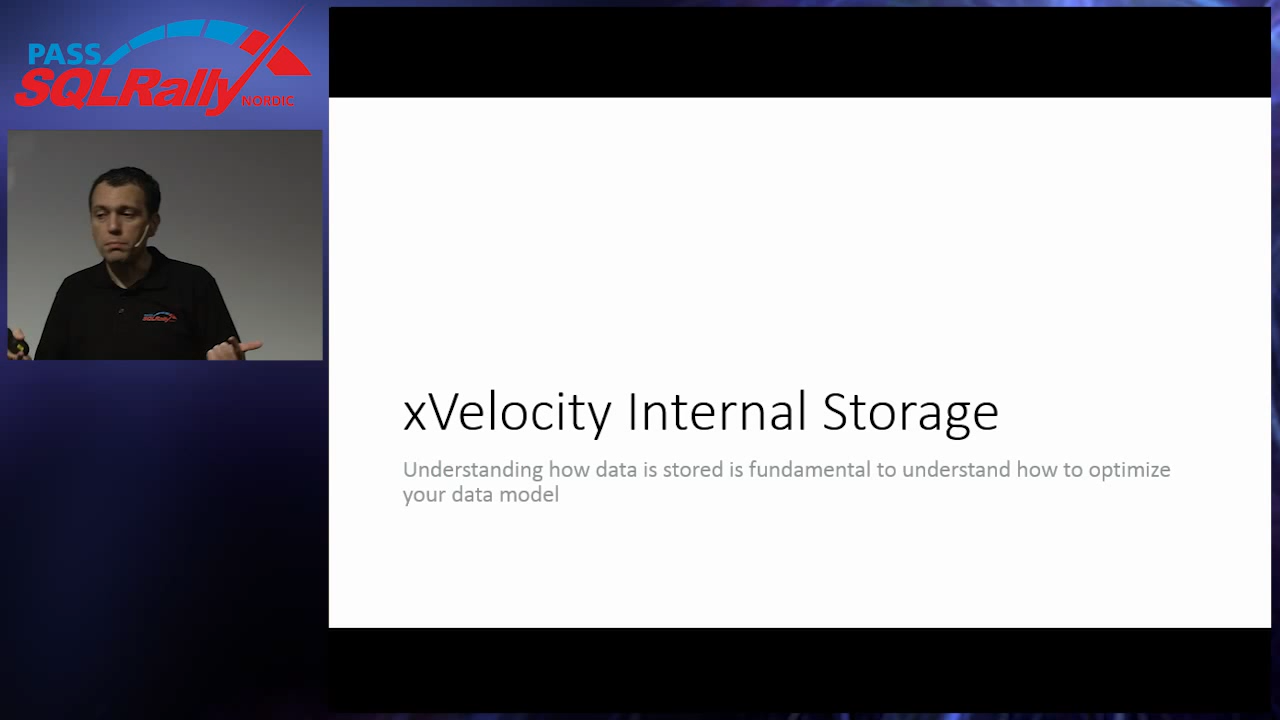 PASS
SQLRally
NORDIC
SQLRally
xVelocity Internal Storage
Understanding how data is stored is fundamental to understand how to optimize
your data model